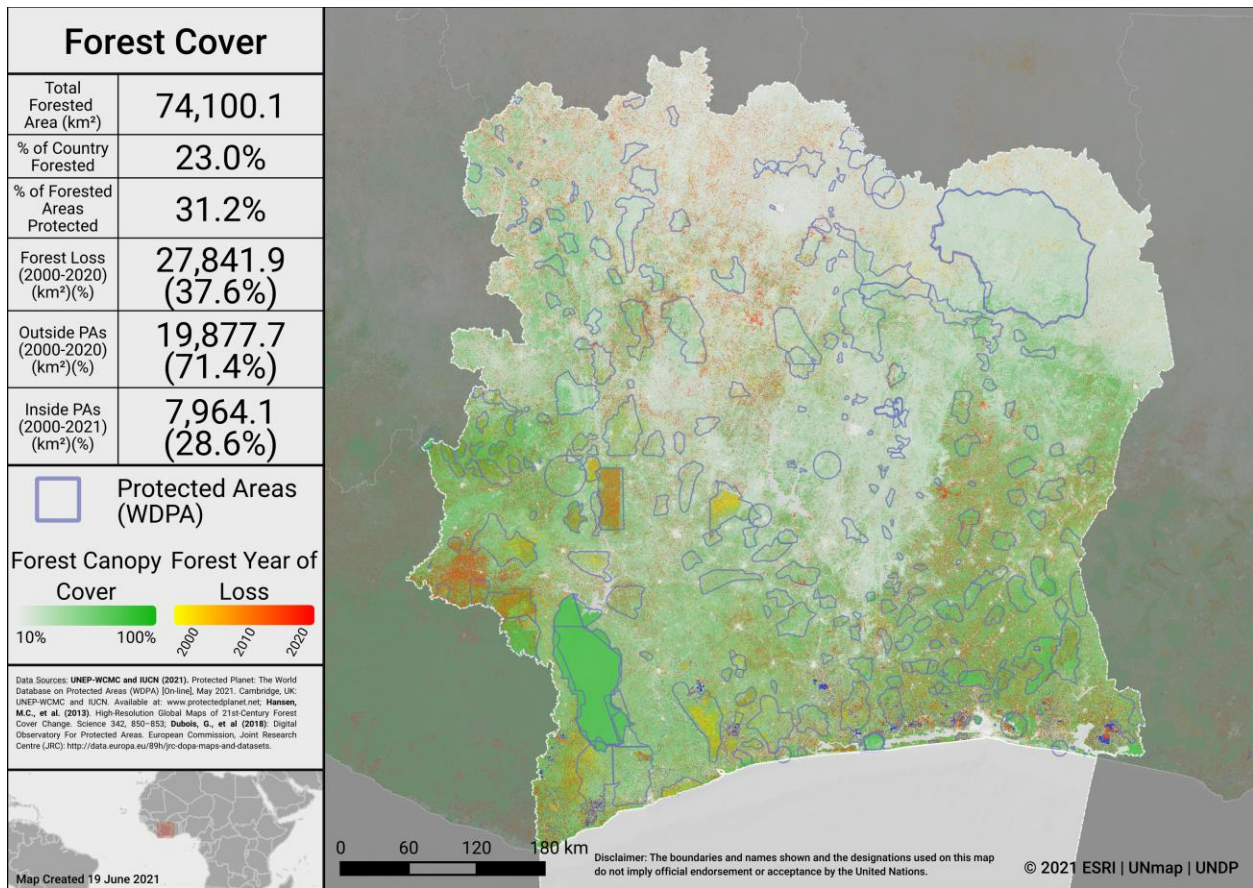 Forest Cover
Total
Forested
Area (km²)
74,100.1
% of Country
Forested
23.0%
% of Forested
Areas
Protected
31.2%
Forest Loss
(2000-2020)
(km²)(%)
27,841.9
(37.6%)
Outside PAs
(2000-2020)
(km²)(%)
19,877.7
(71.4%)
Inside PAs
(2000-2021)
(km²)(%)
7,964.1
(28.6%)
Protected Areas
(WDPA)
Forest Canopy
Cover
10%
100%
Forest Year of
Loss
2000
2010
2020
Data Sources: UNEP-WCMC and IUCN (2021). Protected Planet: The World
Database on Protected Areas (WDPA) [On-line], May 2021. Cambridge, UK:
UNEP-WCMC and IUCN. Available at: www.protectedplanet.net; Hansen,
M.C., et al. (2013). High-Resolution Global Maps of 21st-Century Forest
Cover Change. Science 342, 850–853; Dubois, G., et al (2018): Digital
Observatory For Protected Areas. European Commission, Joint Research
Centre (JRC): http://data.europa.eu/89h/jrc-dopa-maps-and-datasets.
Map Created 19 June 2021
0
60
120
180 km
Disclaimer: The boundaries and names shown and the designations used on this map
do not imply official endorsement or acceptance by the United Nations.
© 2021 ESRI | UNmap | UNDP